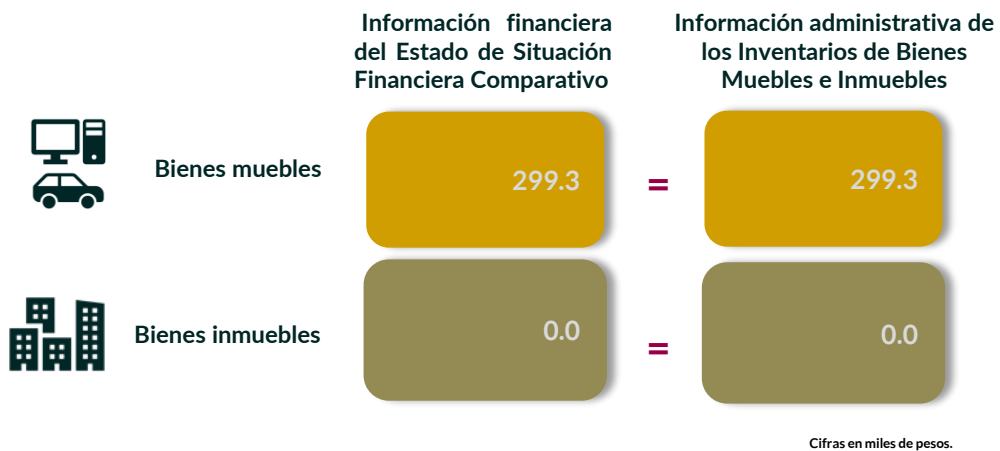 Información financiera
del Estado de Situación
Financiera Comparativo
Información administrativa de
los Inventarios de Bienes
Muebles e Inmuebles
Bienes muebles
299.3
=
299.3
Bienes inmuebles
0.0
=
0.0
Cifras en miles de pesos.